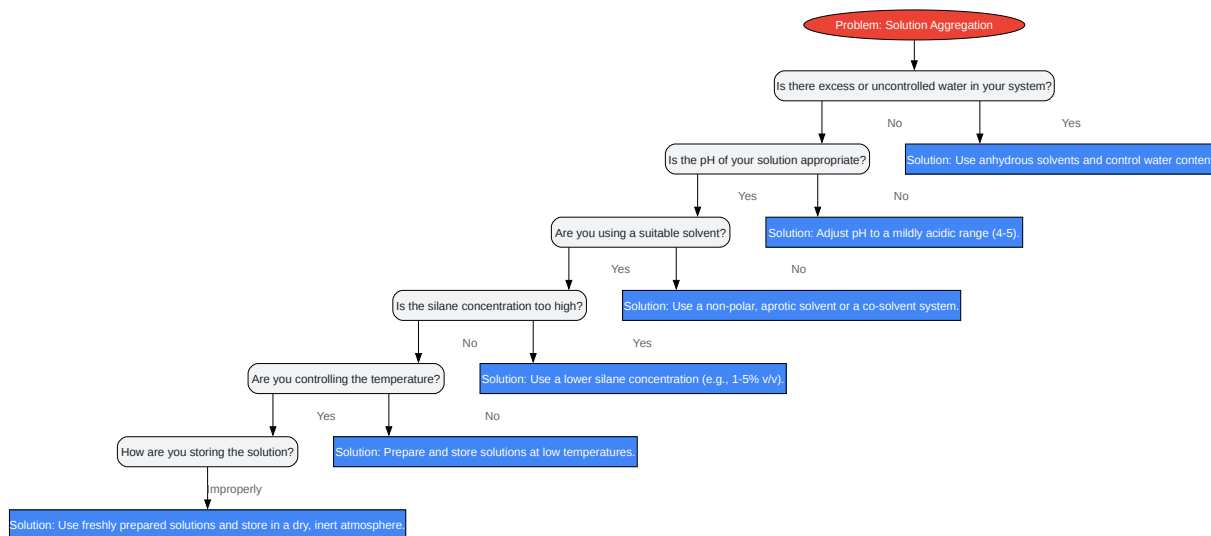 Problem: Solution Aggregation
Is there excess or uncontrolled water in your system?
No
Yes
Is the pH of your solution appropriate?
Solution: Use anhydrous solvents and control water conten
Yes
No
Are you using a suitable solvent?
Solution: Adjust pH to a mildly acidic range (4-5).
Yes
No
Is the silane concentration too high?
Solution: Use a non-polar, aprotic solvent or a co-solvent system.
No
Yes
Are you controlling the temperature?
Solution: Use a lower silane concentration (e.g., 1-5% v/v).
Yes
No
How are you storing the solution?
Solution: Prepare and store solutions at low temperatures.
Improperly
Solution: Use freshly prepared solutions and store in a dry, inert atmosphere.